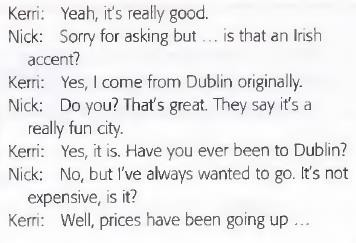 Kerri: Yeah, it's really good.
Nick: Sorry for asking but ... is that an Irish
accent?
Kerri: Yes, I come from Dublin originally.
Nick: Do you? That's great. They say it's a
really fun city.
Kerri: Yes, it is. Have you ever been to Dublin?
Nick: No, but I've always wanted to go. It's not
expensive, is it?
Kerri: Well, prices have been going up ...